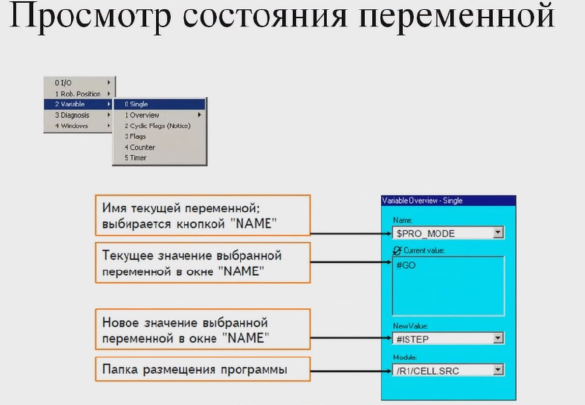 Просмотр состояния переменной
0 I/O
1 Rob. Position
2 Variable
3 Diagnosis
4 Windows
0 Single
1 Overview
2 Cyclic Flags (Notice)
3 Flags
4 Counter
5 Timer
Имя текущей переменной;
выбирается кнопкой "NAME"
Текущее значение выбранной
переменной в окне "NAME"
Новое значение выбранной
переменной в окне "NAME"
Папка размещения программы
Variable Overview - Single
Name:
$PRO_MODE
Current value:
#GO
New Value:
#ISTEP
Module:
/R1/CELL.SRC